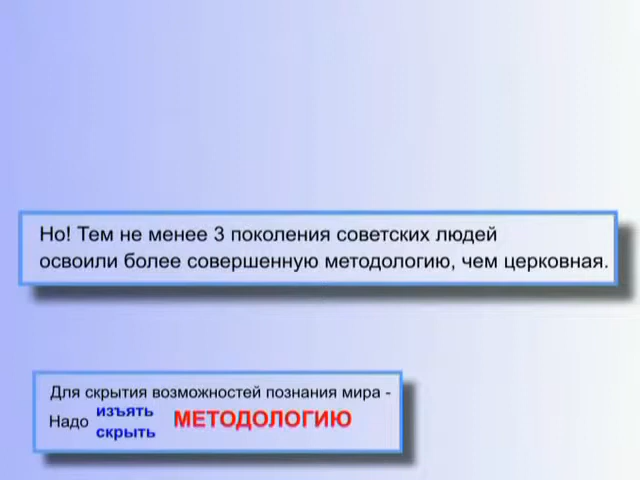 Но! Тем не менее 3 поколения советских людей
освоили более совершенную методологию, чем церковная.
Для скрытия возможностей познания мира -
Надо изъять скрыть МЕТОДОЛОГИЮ